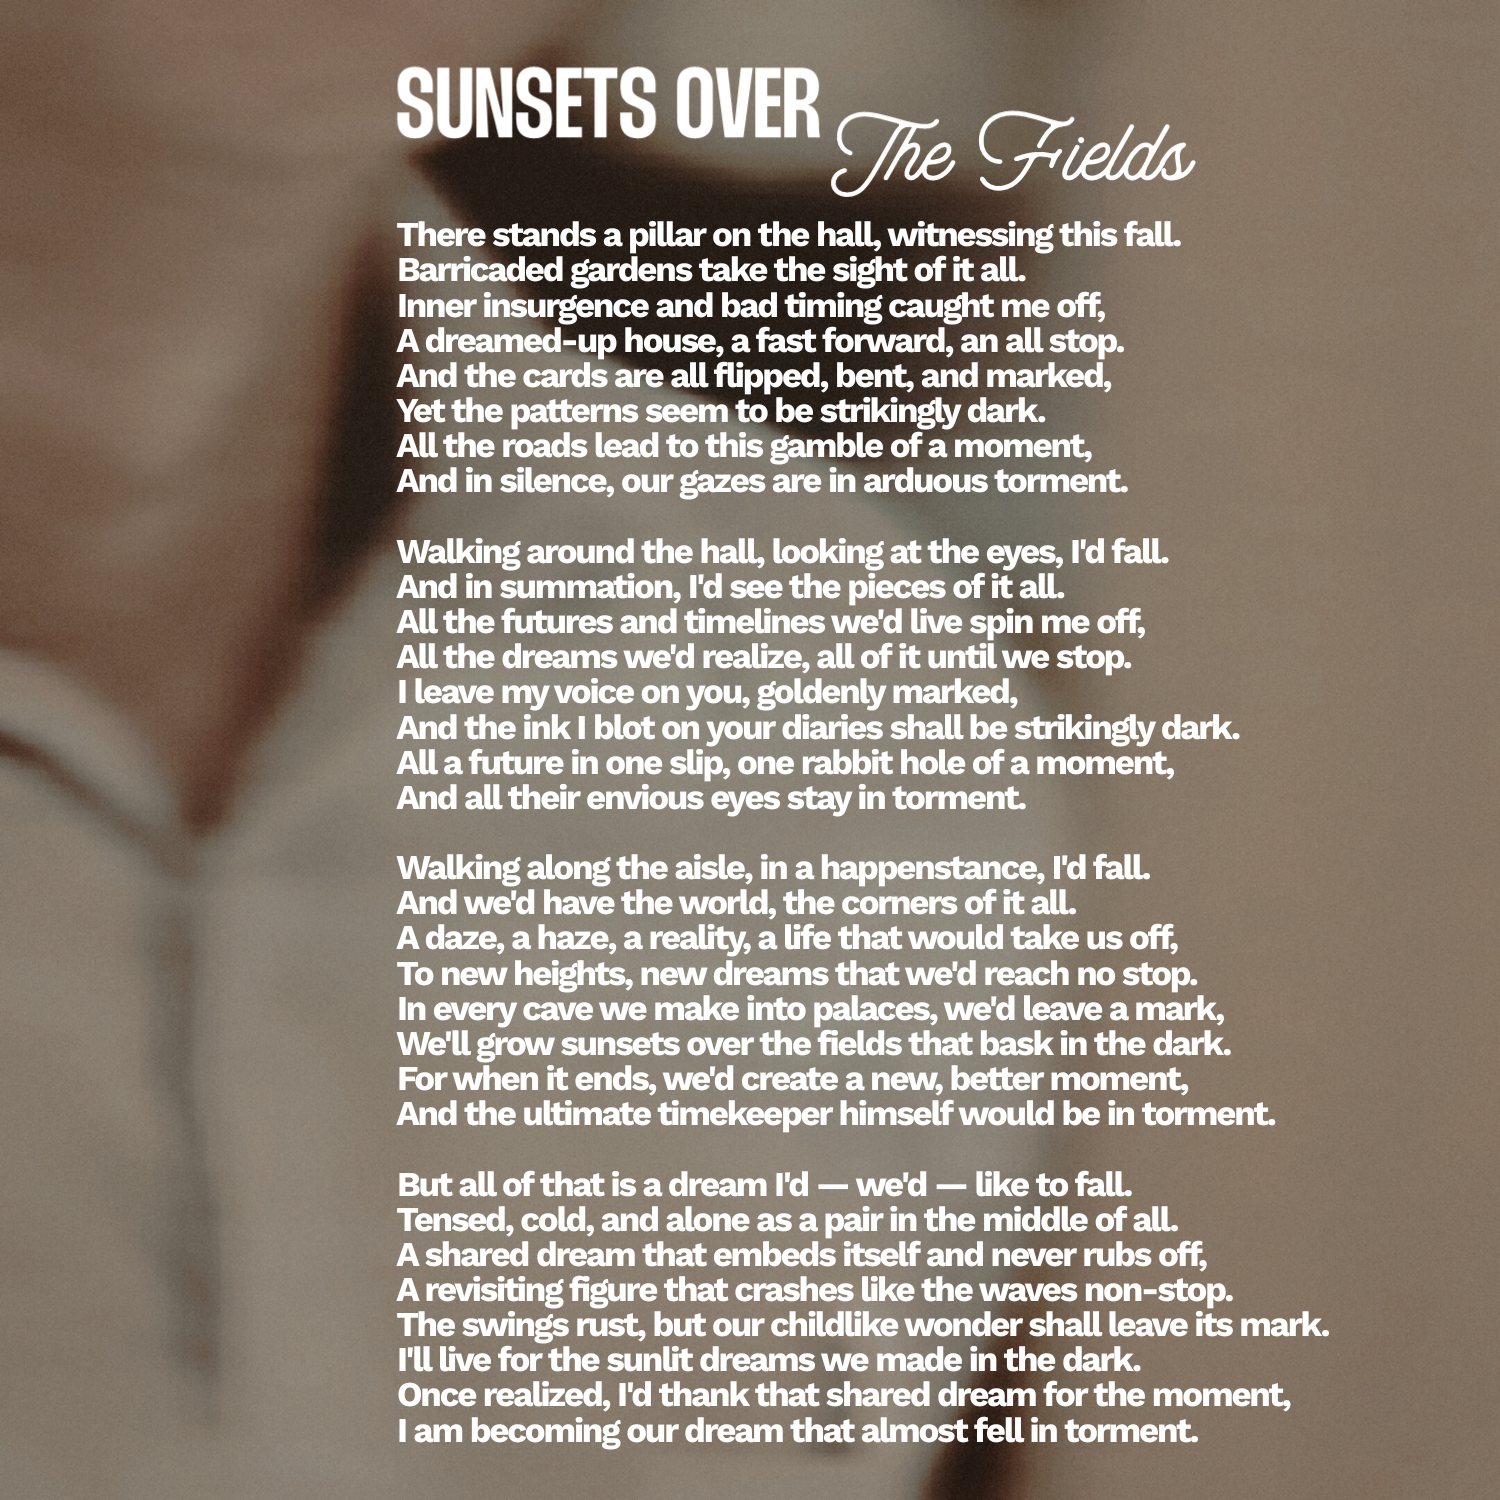 SUNSETS OVER The Fields
There stands a pillar on the hall, witnessing this fall.
Barricaded gardens take the sight of it all.
Inner insurgence and bad timing caught me off,
A dreamed-up house, a fast forward, an all stop.
And the cards are all flipped, bent, and marked,
Yet the patterns seem to be strikingly dark.
All the roads lead to this gamble of a moment,
And in silence, our gazes are in arduous torment.
Walking around the hall, looking at the eyes, I'd fall.
And in summation, I'd see the pieces of it all.
All the futures and timelines we'd live spin me off,
All the dreams we'd realize, all of it until we stop.
I leave my voice on you, goldenly marked,
And the ink I blot on your diaries shall be strikingly dark.
All a future in one slip, one rabbit hole of a moment,
And all their envious eyes stay in torment.
Walking along the aisle, in a happenstance, I'd fall.
And we'd have the world, the corners of it all.
A daze, a haze, a reality, a life that would take us off,
To new heights, new dreams that we'd reach no stop.
In every cave we make into palaces, we'd leave a mark,
We'll grow sunsets over the fields that bask in the dark.
For when it ends, we'd create a new, better moment,
And the ultimate timekeeper himself would be in torment.
But all of that is a dream I'd — we'd — like to fall.
Tensed, cold, and alone as a pair in the middle of all.
A shared dream that embeds itself and never rubs off,
A revisiting figure that crashes like the waves non-stop.
The swings rust, but our childlike wonder shall leave its mark.
I'll live for the sunlit dreams we made in the dark.
Once realized, I'd thank that shared dream for the moment,
I am becoming our dream that almost fell in torment.